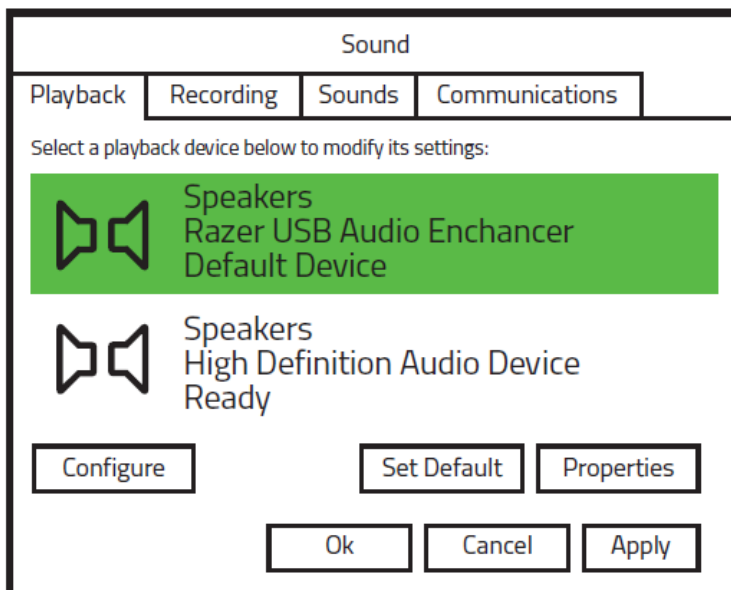 Sound
Playback Recording Sounds Communications
Select a playback device below to modify its settings:
Speakers
Razer USB Audio Enchancer
Default Device
Speakers
High Definition Audio Device
Ready
Configure Set Default Properties
Ok Cancel Apply